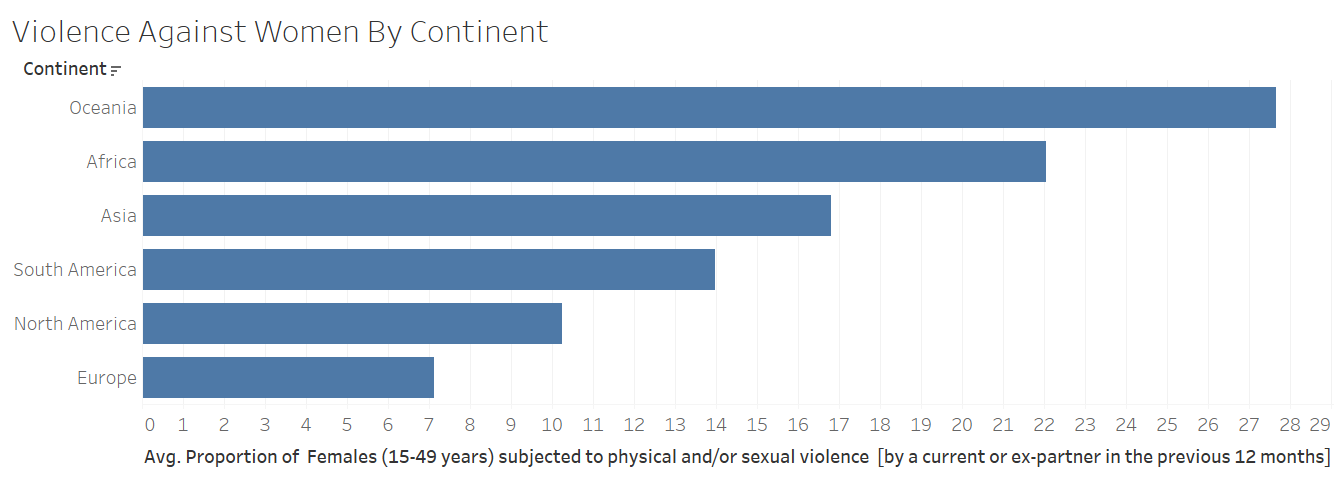 Violence Against Women By Continent
Continent
Oceania
Africa
Asia
South America
North America
Europe
0 1 2 3 4 5 6 7 8 9 10 11 12 13 14 15 16 17 18 19 20 21 22 23 24 25 26 27 28 29
Avg. Proportion of  Females (15-49 years) subjected to physical and/or sexual violence  [by a current or ex-partner in the previous 12 months]